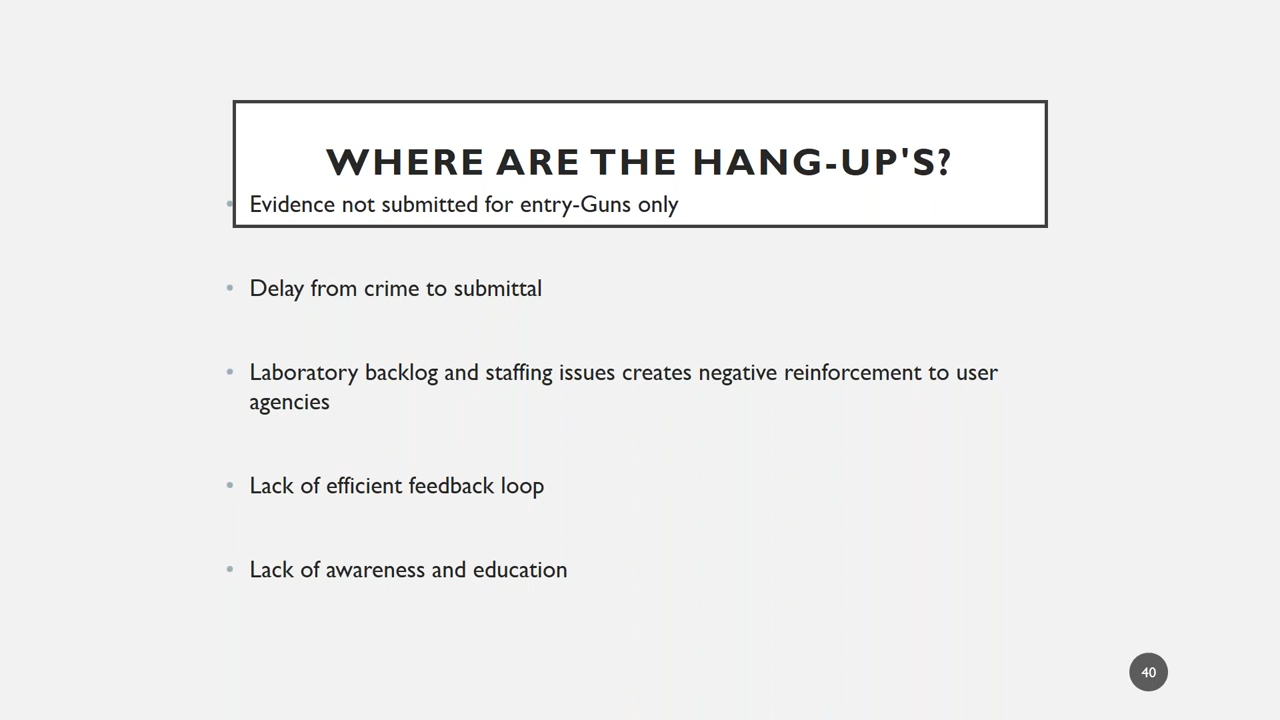 WHERE ARE THE HANG-UP'S?
• Evidence not submitted for entry-Guns only
• Delay from crime to submittal
• Laboratory backlog and staffing issues creates negative reinforcement to user
agencies
• Lack of efficient feedback loop
• Lack of awareness and education
40